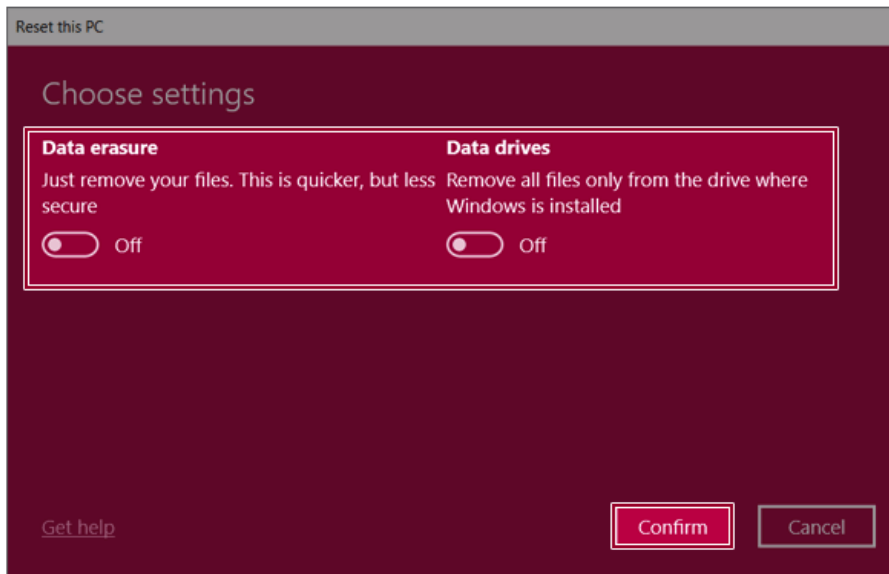 Reset this PC
Choose settings
Data erasure
Just remove your files. This is quicker, but less
secure
Off
Data drives
Remove all files only from the drive where
Windows is installed
Off
Get help
Confirm
Cancel